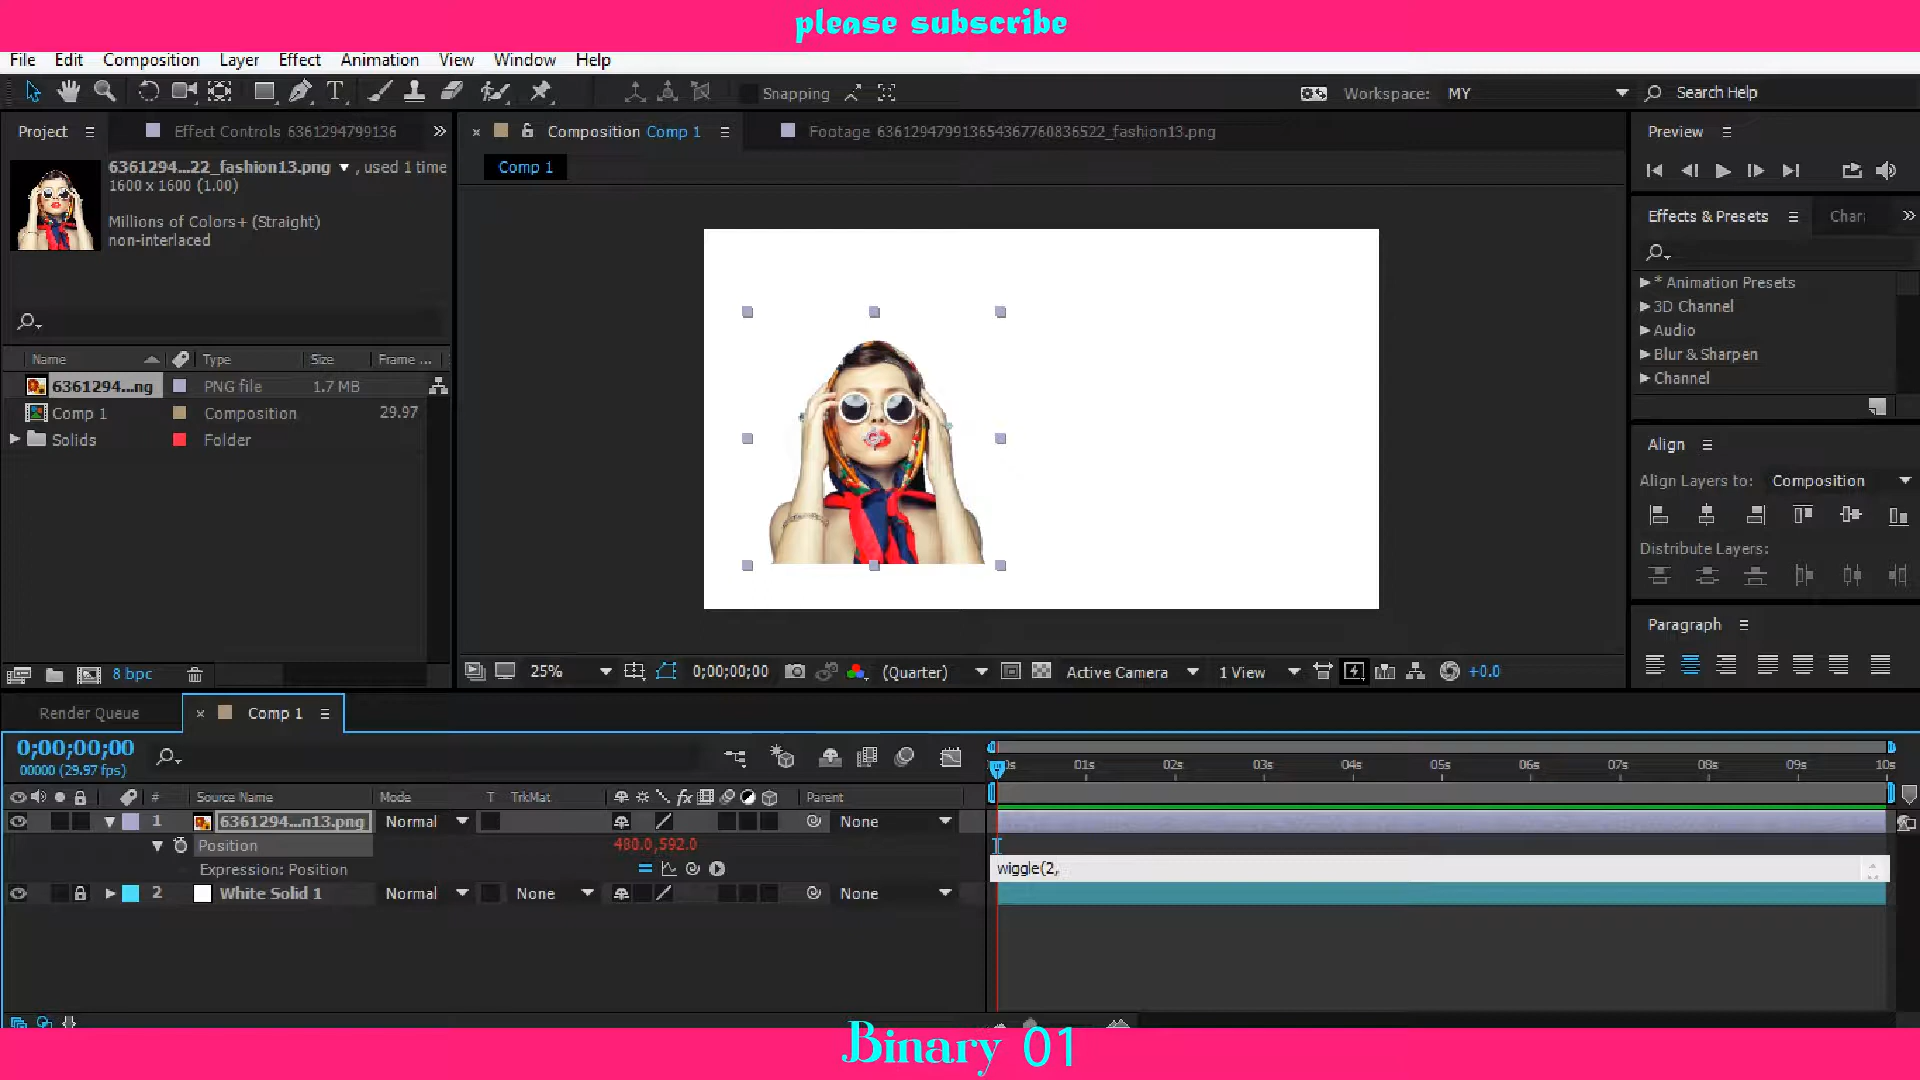 please subscribe
File Edit Composition Layer Effect Animation View Window Help
Snapping
Workspace: MY
Search Help
Project
Effect Controls 6361294799136
Composition Comp 1
Footage 636129479913654367760836522_fashion13.png
Preview
6361294...22_fashion13.png , used 1 time
1600 x 1600 (1.00)
Comp 1
Millions of Colors+ (Straight)
non-interlaced
Effects & Presets
Char
* Animation Presets
3D Channel
Audio
Blur & Sharpen
Channel
Name Type Size Frame ...
6361294...ng PNG file 1.7 MB
Comp 1 Composition 29.97
Solids Folder
Align
Align Layers to: Composition
Distribute Layers:
Paragraph
8 bpc
25% 0;00;00;00 (Quarter) Active Camera 1 View +0.0
Render Queue Comp 1
0;00;00;00
00000 (29.97 fps)
0s 01s 02s 03s 04s 05s 06s 07s 08s 09s 10s
# Source Name Mode T TrkMat fx Parent
1 6361294...n13.png Normal None
Position 480.0,592.0
Expression: Position
wiggle(2,
2 White Solid 1 Normal None None
Binary 01